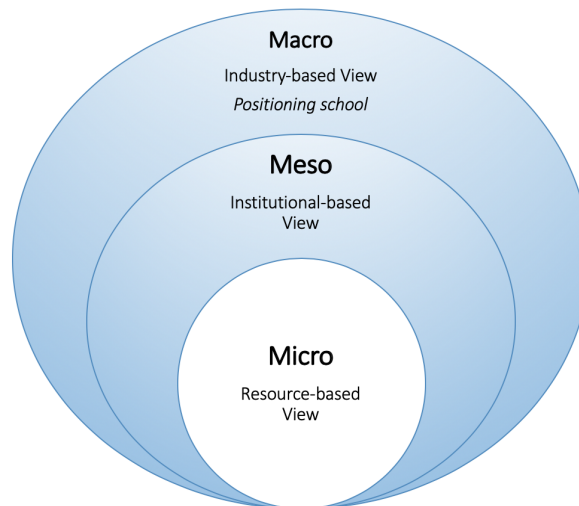 Macro
Industry-based View
Positioning school
Meso
Institutional-based
View
Micro
Resource-based
View